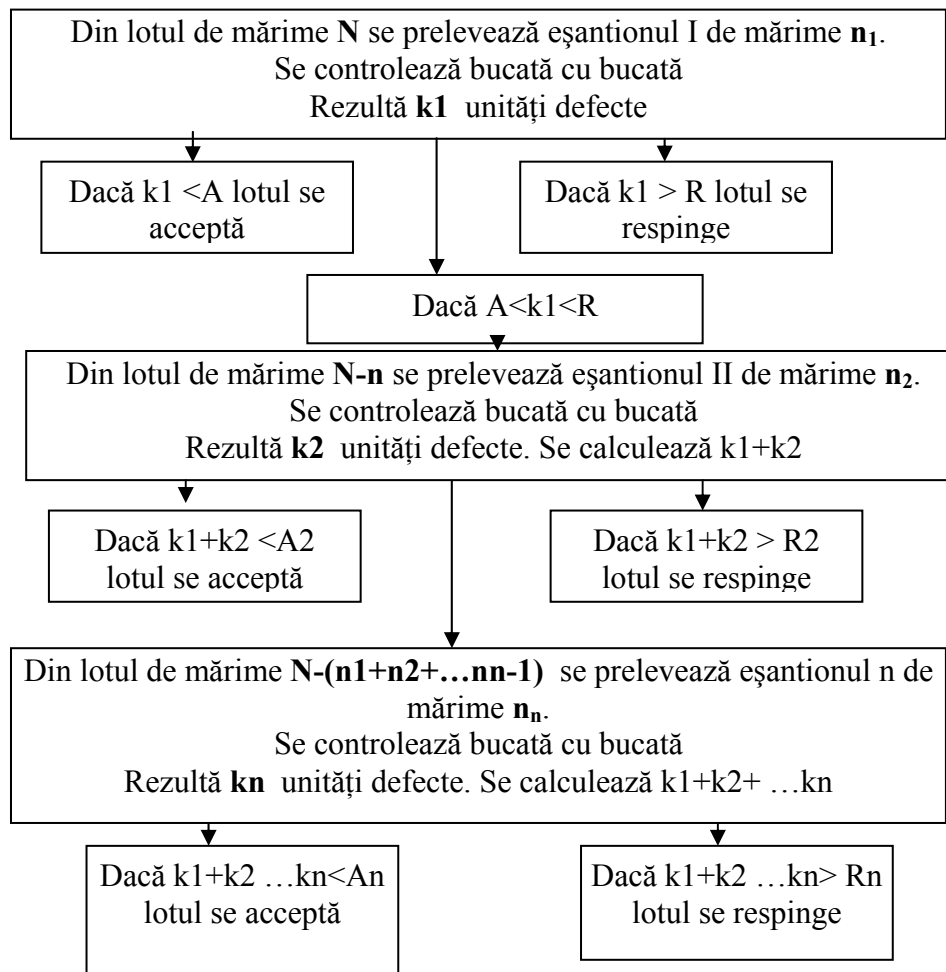 Din lotul de mărime N se prelevează eşantionul I de mărime n₁.
Se controlează bucată cu bucată
Rezultă k1 unități defecte
Dacă k1 <A lotul se
acceptă
Dacă k1 > R lotul se
respinge
Dacă A<k1<R
Din lotul de mărime N-n se prelevează eşantionul II de mărime n₂.
Se controlează bucată cu bucată
Rezultă k2 unități defecte. Se calculează k1+k2
Dacă k1+k2 <A2
lotul se acceptă
Dacă k1+k2 > R2
lotul se respinge
Din lotul de mărime N-(n1+n2+…nn-1) se prelevează eşantionul n de
mărime nₙ.
Se controlează bucată cu bucată
Rezultă kn unități defecte. Se calculează k1+k2+ …kn
Dacă k1+k2 …kn<An
lotul se acceptă
Dacă k1+k2 …kn> Rn
lotul se respinge